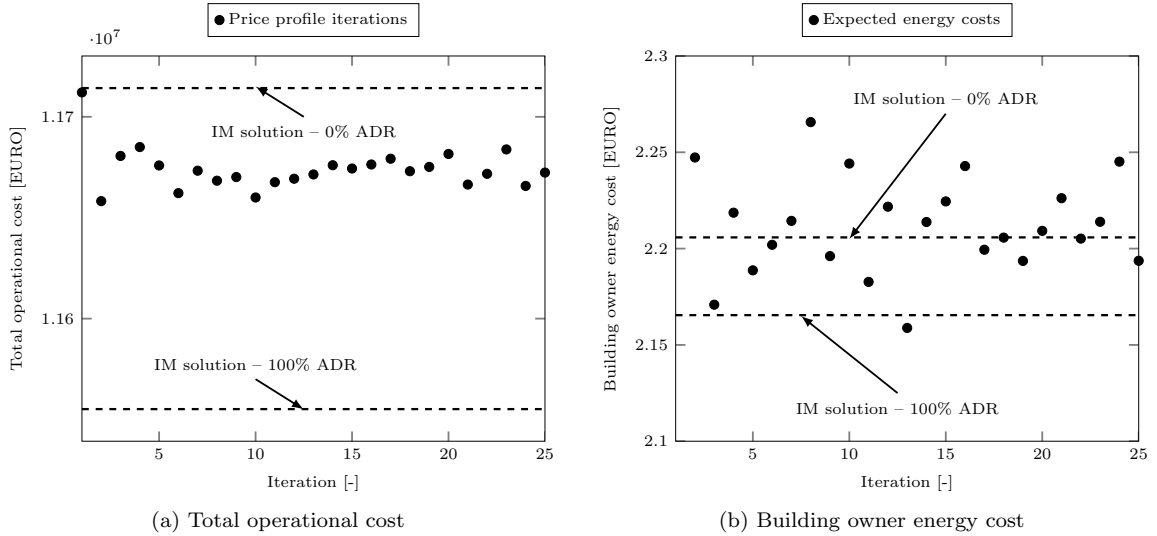 Price profile iterations
·10⁷
1.17
1.16
Total operational cost [EURO]
IM solution – 0% ADR
IM solution – 100% ADR
5 10 15 20 25
Iteration [-]
(a) Total operational cost
Expected energy costs
2.3
2.25
2.2
2.15
2.1
Building owner energy cost [EURO]
IM solution – 0% ADR
IM solution – 100% ADR
5 10 15 20 25
Iteration [-]
(b) Building owner energy cost